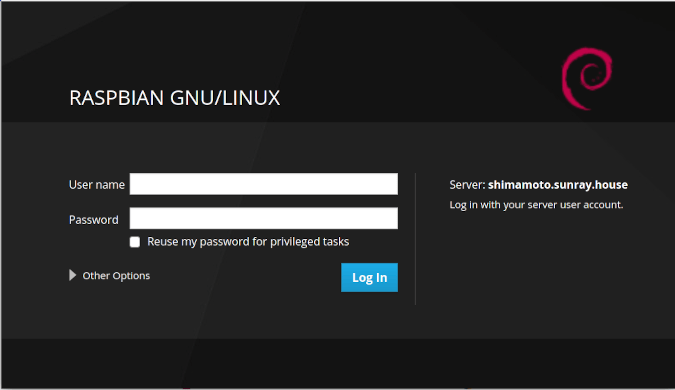 RASPBIAN GNU/LINUX
User name
Password
Reuse my password for privileged tasks
Other Options
Log In
Server: shimamoto.sunray.house
Log in with your server user account.